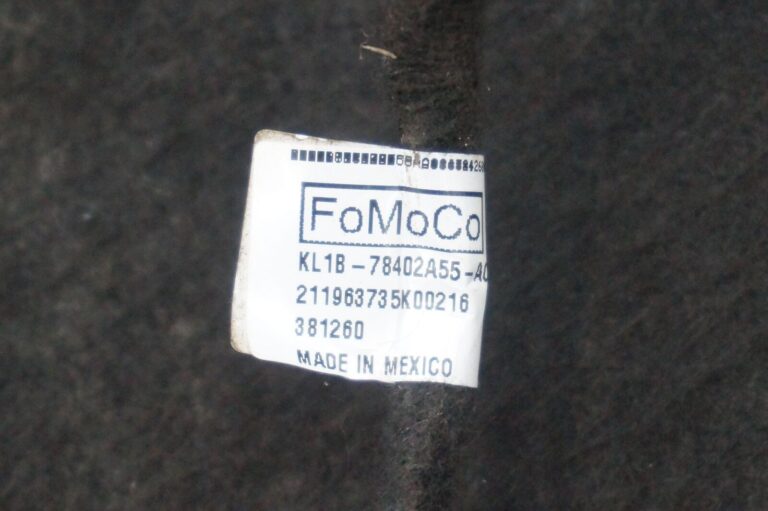 FoMoCo
KL1B-78402A55-A
211963735K00216
381260
MADE IN MEXICO